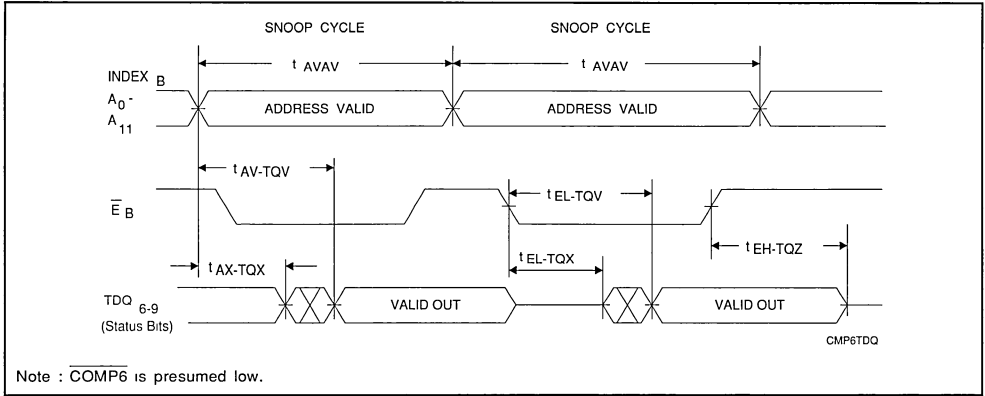 SNOOP CYCLE SNOOP CYCLE
t AVAV t AVAV
INDEX B
A0 -
A11
ADDRESS VALID ADDRESS VALID
t AV-TQV
t EL-TQV
E̅ B
t EH-TQZ
t EL-TQX
t AX-TQX
TDQ 6-9
(Status Bits)
VALID OUT VALID OUT
CMP6TDQ
Note : C̅O̅M̅P̅6̅ is presumed low.